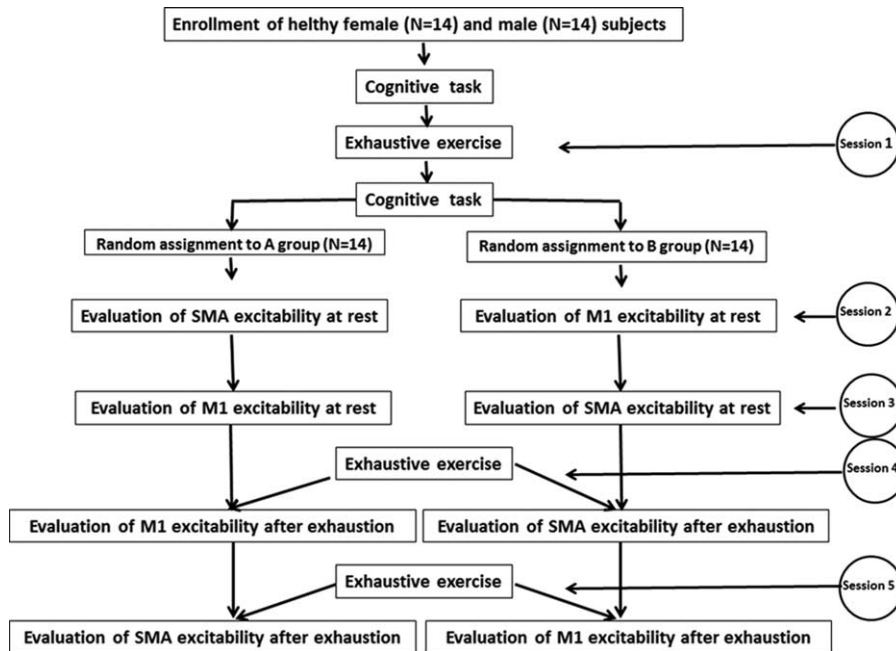 Enrollment of helthy female (N=14) and male (N=14) subjects
Cognitive task
Exhaustive exercise
Session 1
Cognitive task
Random assignment to A group (N=14)
Random assignment to B group (N=14)
Evaluation of SMA excitability at rest
Evaluation of M1 excitability at rest
Session 2
Evaluation of M1 excitability at rest
Evaluation of SMA excitability at rest
Session 3
Exhaustive exercise
Session 4
Evaluation of M1 excitability after exhaustion
Evaluation of SMA excitability after exhaustion
Exhaustive exercise
Session 5
Evaluation of SMA excitability after exhaustion
Evaluation of M1 excitability after exhaustion